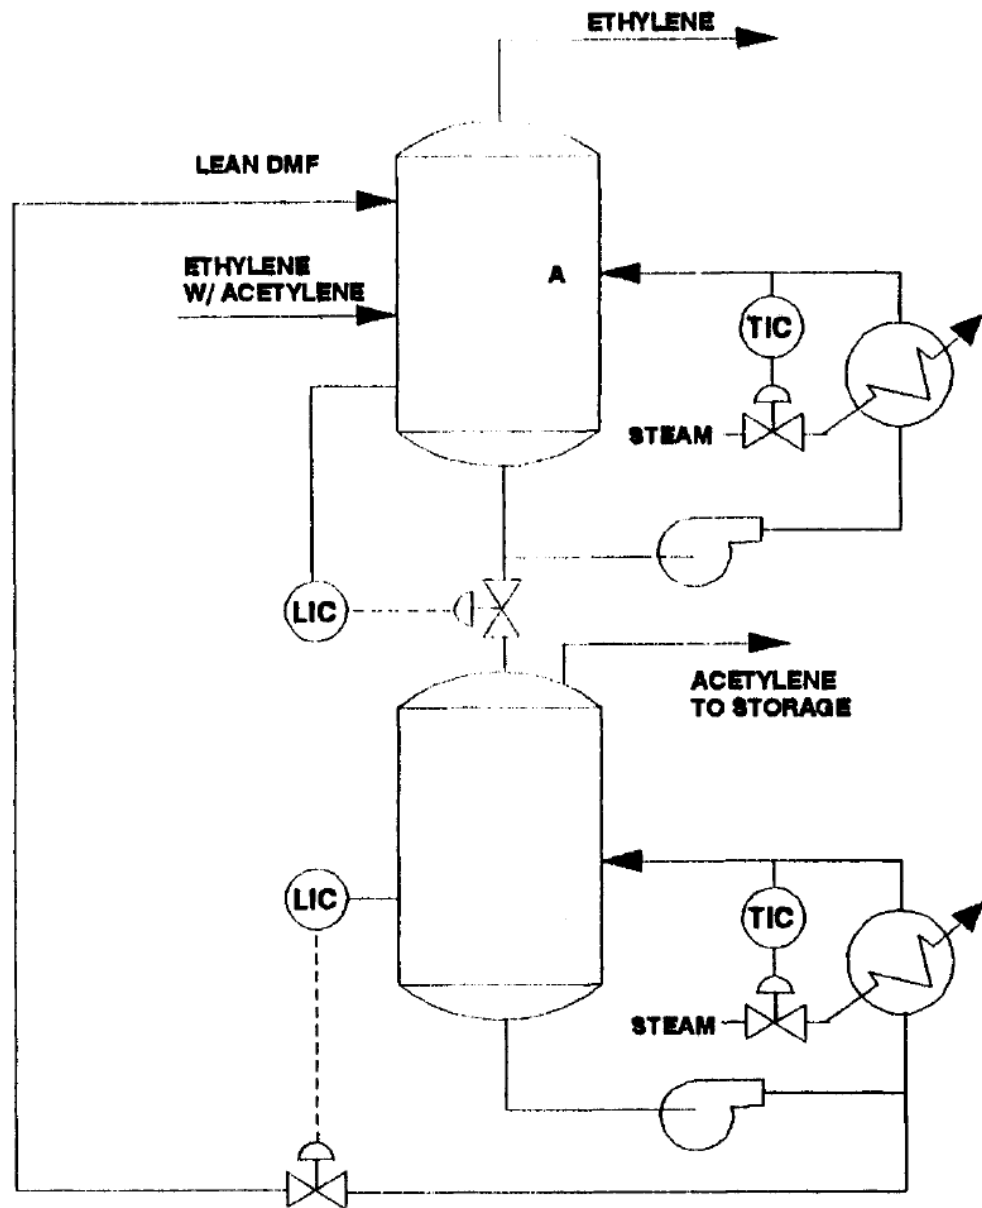 ETHYLENE
LEAN DMF
ETHYLENE
W/ ACETYLENE
A
TIC
STEAM
LIC
ACETYLENE
TO STORAGE
LIC
TIC
STEAM